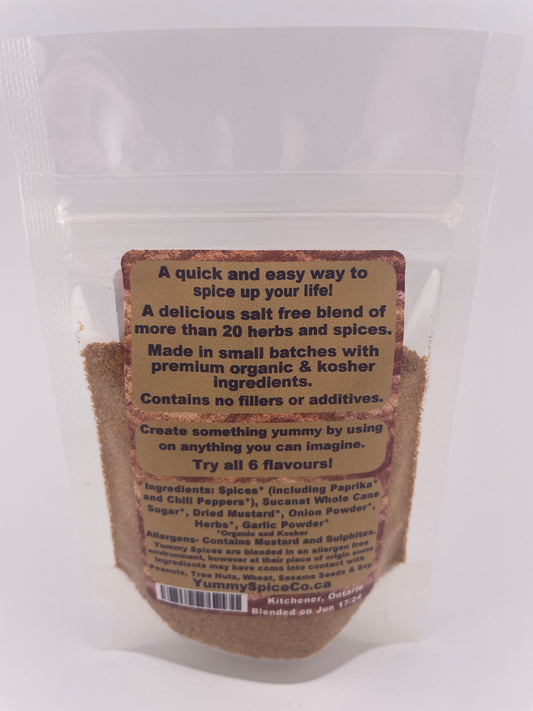 A quick and easy way to
spice up your life!
A delicious salt free blend of
more than 20 herbs and spices.
Made in small batches with
premium organic & kosher
ingredients.
Contains no fillers or additives.
Create something yummy by using
on anything you can imagine.
Try all 6 flavours!
Ingredients: Spices* (including Paprika*
and Chili Peppers*), Sucanat Whole Cane
Sugar*, Dried Mustard*, Onion Powder*,
Herbs*, Garlic Powder*
*Organic and Kosher
Allergens- Contains Mustard and Sulphites.
Yummy Spices are blended in an allergen free
environment, however at their place of origin some
ingredients may have come into contact with
Peanuts, Tree Nuts, Wheat, Sesame Seeds & Soy
YummySpiceCo.ca
Kitchener, Ontario
Blended on Jun 17/24